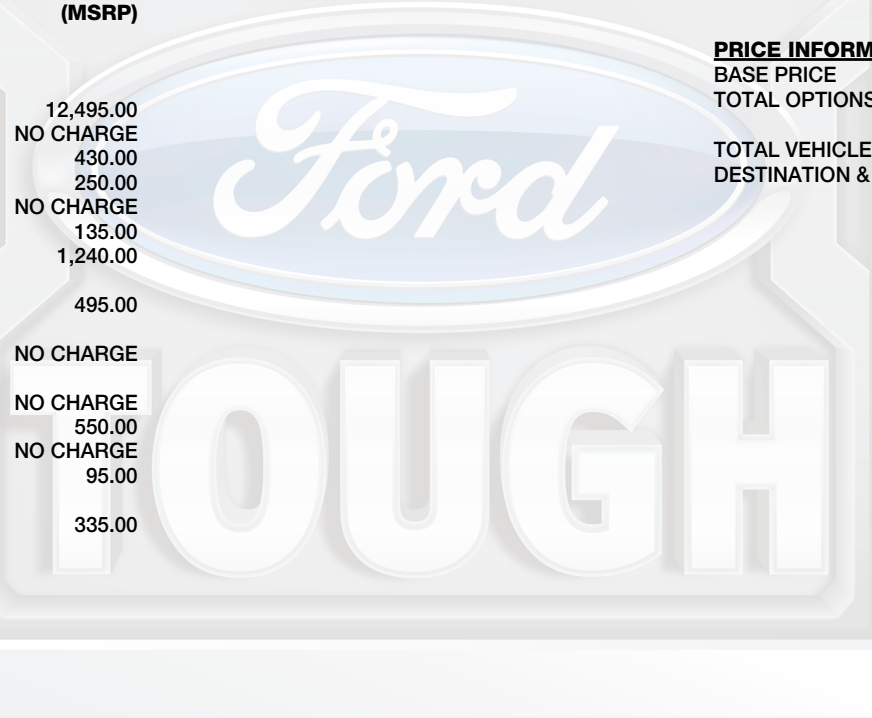 (MSRP)
12,495.00
NO CHARGE
430.00
250.00
NO CHARGE
135.00
1,240.00
495.00
NO CHARGE
NO CHARGE
550.00
NO CHARGE
95.00
335.00
PRICE INFORM
BASE PRICE
TOTAL OPTIONS
TOTAL VEHICLE
DESTINATION &
Ford
TOUGH